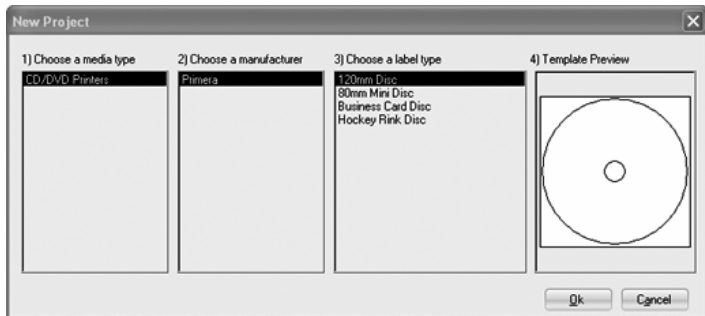 New Project
1) Choose a media type
2) Choose a manufacturer
3) Choose a label type
4) Template Preview
CD/DVD Printers
Primera
120mm Disc
80mm Mini Disc
Business Card Disc
Hockey Rink Disc
Ok
Cancel